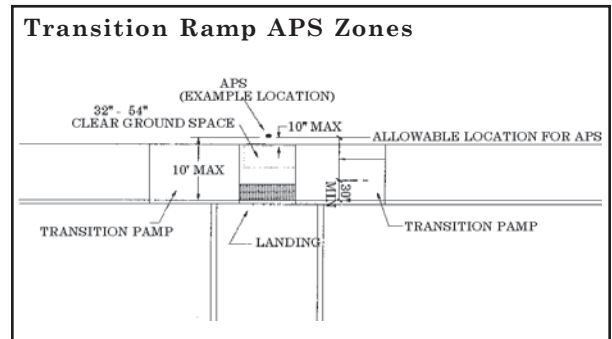 Transition Ramp APS Zones
APS
(EXAMPLE LOCATION)
32" - 54"
CLEAR GROUND SPACE
10" MAX
ALLOWABLE LOCATION FOR APS
10' MAX
30"
MIN
TRANSITION PAMP
LANDING
TRANSITION PAMP